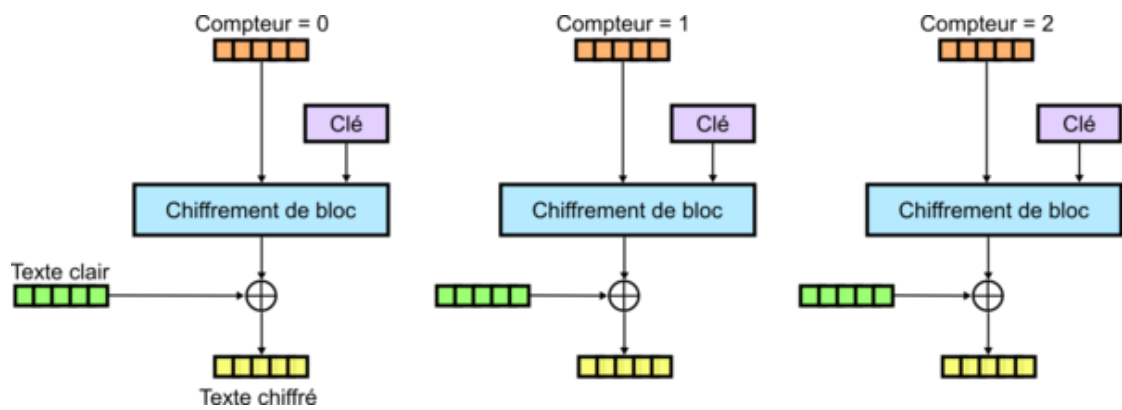 Compteur = 0
Compteur = 1
Compteur = 2
Clé
Clé
Clé
Chiffrement de bloc
Chiffrement de bloc
Chiffrement de bloc
Texte clair
Texte chiffré